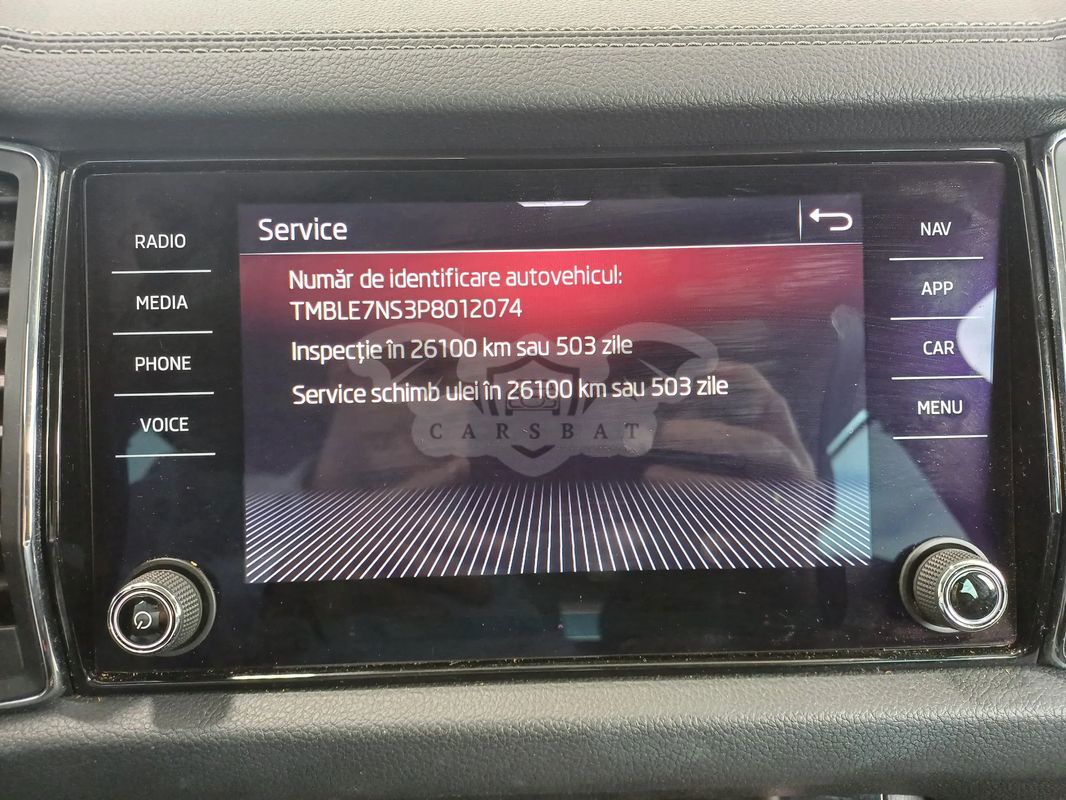 Service
RADIO
MEDIA
PHONE
VOICE
Număr de identificare autovehicul:
TMBLE7NS3P8012074
Inspecție în 26100 km sau 503 zile
Service schimb ulei în 26100 km sau 503 zile
CARSBAT
NAV
APP
CAR
MENU